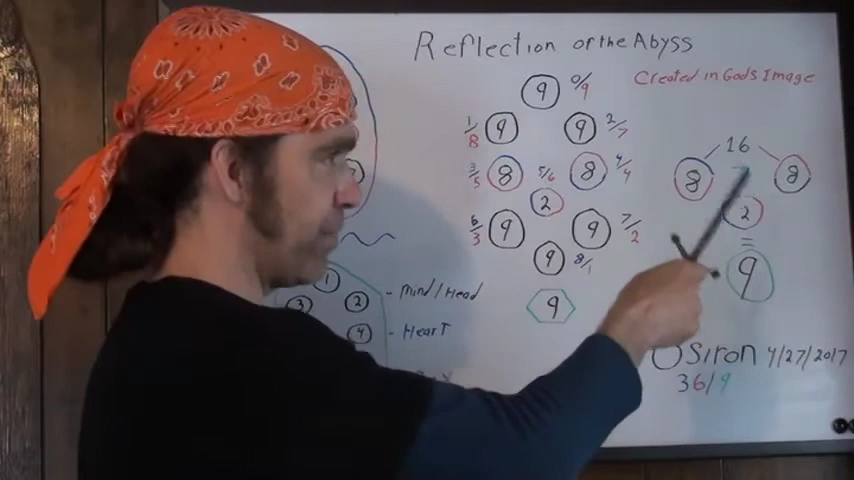 Reflection of the Abyss
Created in Gods Image
9 0/9
1/8 9 9 2/7
3/5 8 5/6 8 4/4
2
6/3 9 9 7/2
9 8/1
9
16
8 8
2
=
9
1
3 2 - Mind/Head
4 - HearT
OSiron 4/27/2017
36/9